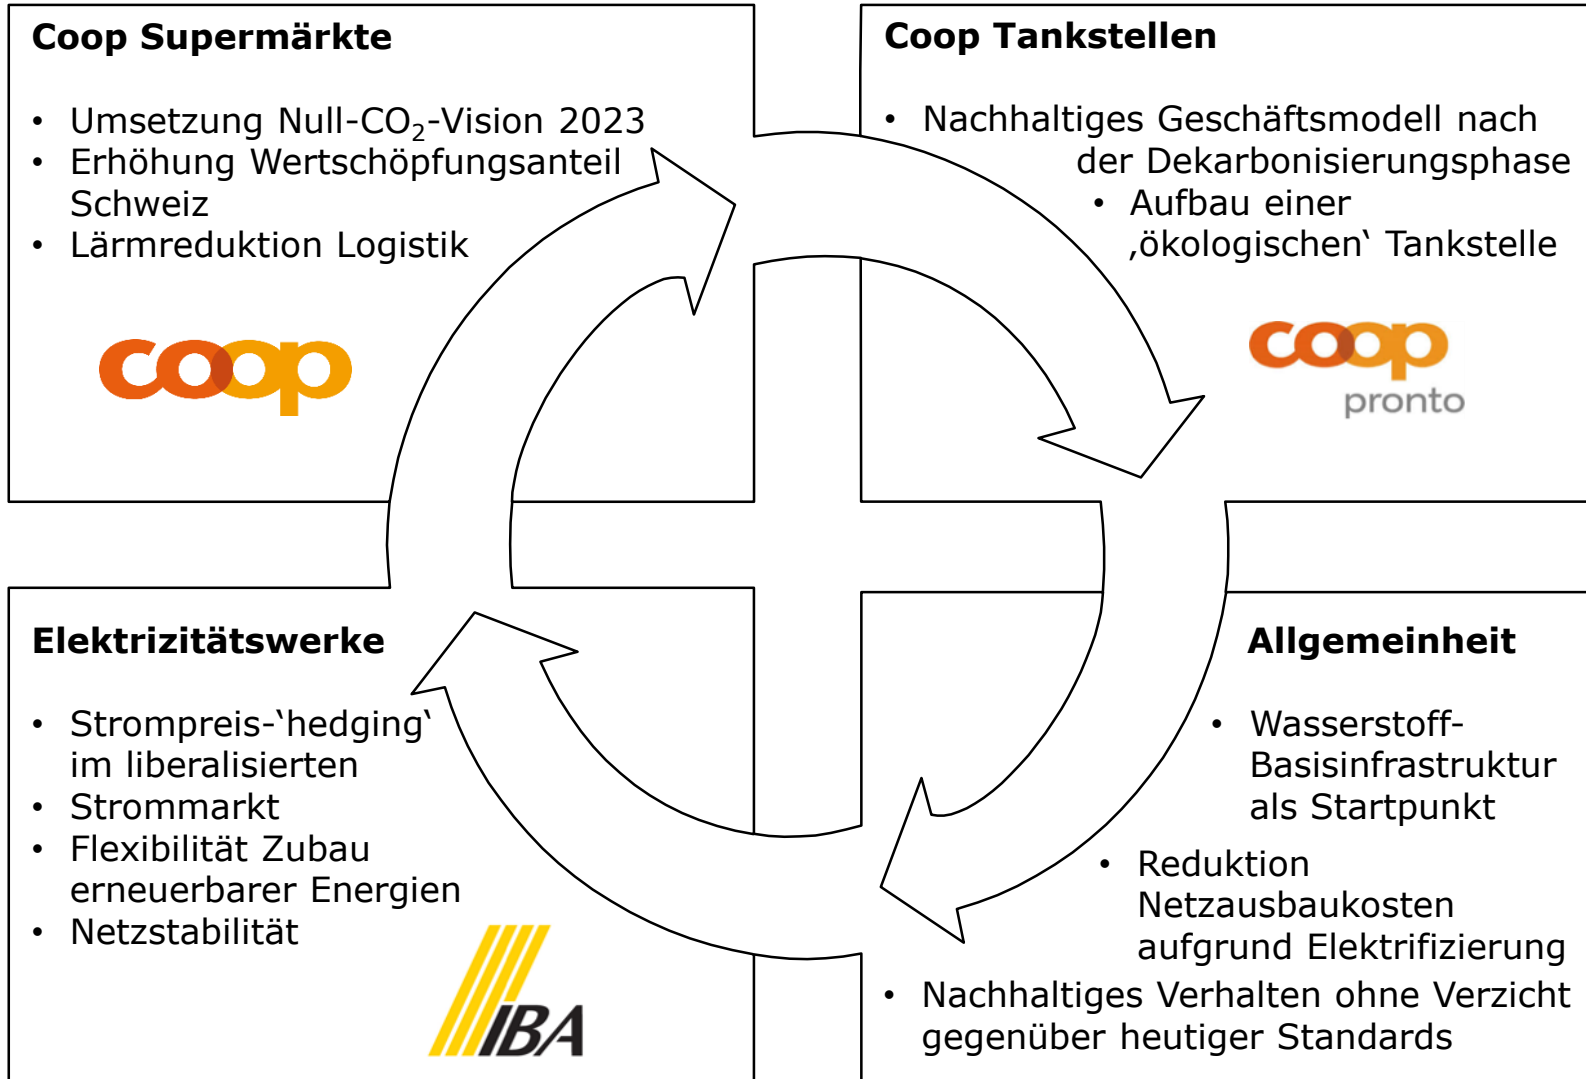 Coop Supermärkte
• Umsetzung Null-CO₂-Vision 2023
• Erhöhung Wertschöpfungsanteil
Schweiz
• Lärmreduktion Logistik
coop
Coop Tankstellen
• Nachhaltiges Geschäftsmodell nach
der Dekarbonisierungsphase
• Aufbau einer
‚ökologischen‘ Tankstelle
coop
pronto
Elektrizitätswerke
• Strompreis-‘hedging‘
im liberalisierten
• Strommarkt
• Flexibilität Zubau
erneuerbarer Energien
• Netzstabilität
IBA
Allgemeinheit
• Wasserstoff-
Basisinfrastruktur
als Startpunkt
• Reduktion
Netzausbaukosten
aufgrund Elektrifizierung
• Nachhaltiges Verhalten ohne Verzicht
gegenüber heutiger Standards